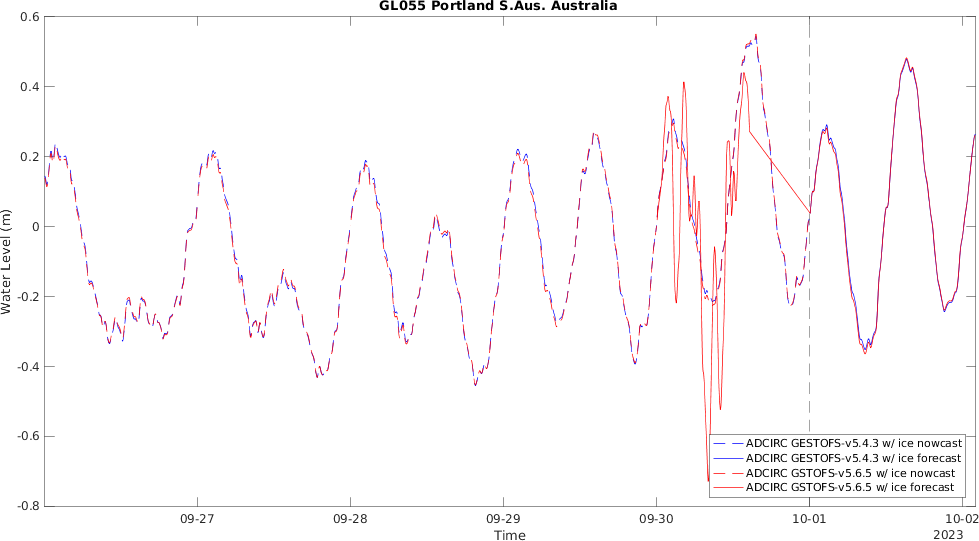 GL055 Portland S.Aus. Australia
0.6
0.4
0.2
0
-0.2
-0.4
-0.6
-0.8
Water Level (m)
ADCIRC GESTOFS-v5.4.3 w/ ice nowcast
ADCIRC GESTOFS-v5.4.3 w/ ice forecast
ADCIRC GSTOFS-v5.6.5 w/ ice nowcast
ADCIRC GSTOFS-v5.6.5 w/ ice forecast
09-27 09-28 09-29 09-30 10-01 10-02
Time 2023